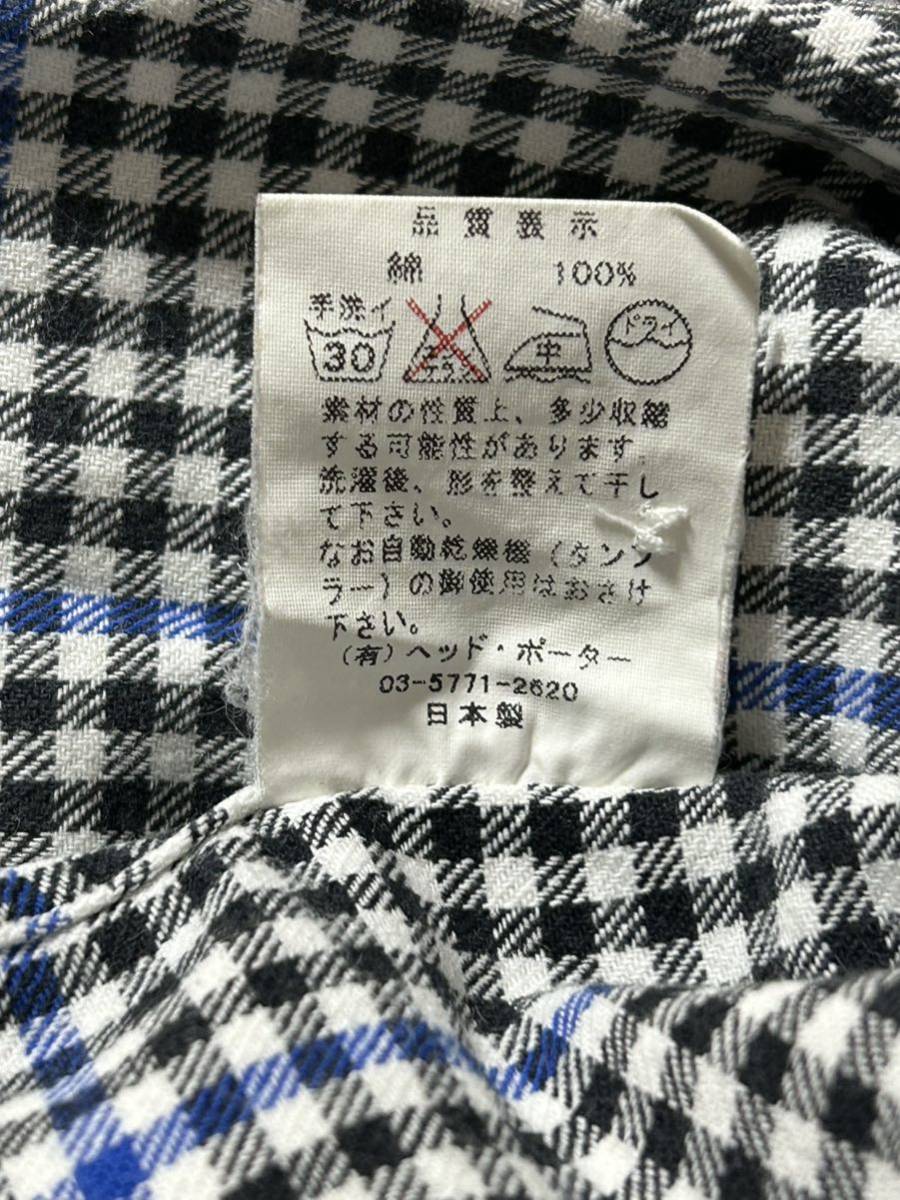 品質表示
綿 100%
手洗イ
30
中
ドライ
素材の性質上、多少収縮
する可能性があります。
洗濯後、形を整えて干し
て下さい。
なお自動乾燥機（タンブ
ラー）の御使用はおさけ
下さい。
（有）ヘッド・ポーター
03-5771-2620
日本製